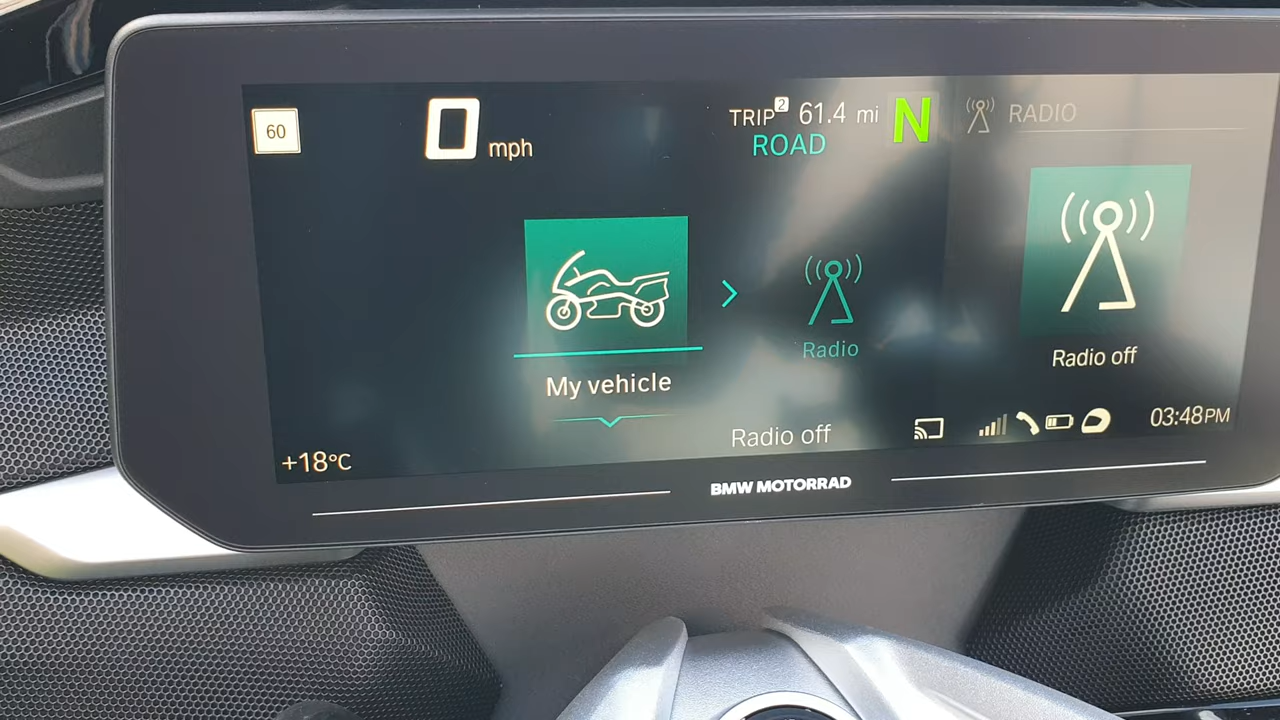 60
0 mph
TRIP 2 61.4 mi N
ROAD
RADIO
My vehicle
Radio
Radio off
Radio off
+18°C
03:48PM
BMW MOTORRAD